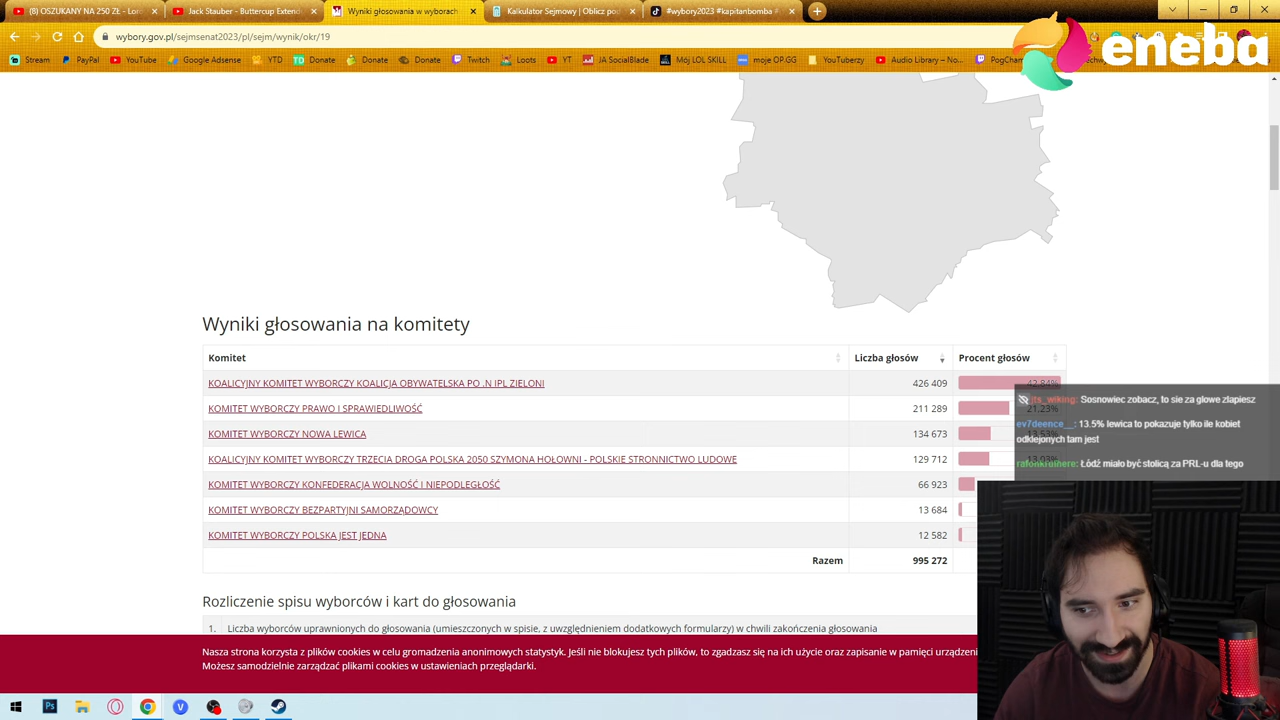 (8) OSZUKANY NA 250 ZŁ - Lo
Jack Stauber - Buttercup Extend
Wyniki głosowania w wyborach
Kalkulator Sejmowy | Oblicz pod
#wybory2023 #kapitanbomba #
wybory.gov.pl/sejmsenat2023/pl/sejm/wynik/okr/19
eneba
Stream
PayPal
YouTube
Google Adsense
YTD
Donate
Donate
Donate
Twitch
Loots
YT
JA SocialBlade
Mój LOL SKILL
moje OP.GG
YouTuberzy
Audio Library – No...
PogCham
Wyniki głosowania na komitety
Komitet Liczba głosów Procent głosów
KOALICYJNY KOMITET WYBORCZY KOALICJA OBYWATELSKA PO .N IPL ZIELONI 426 409 42,84%
KOMITET WYBORCZY PRAWO I SPRAWIEDLIWOŚĆ 211 289 21,23%
KOMITET WYBORCZY NOWA LEWICA 134 673 13,53%
KOALICYJNY KOMITET WYBORCZY TRZECIA DROGA POLSKA 2050 SZYMONA HOŁOWNI - POLSKIE STRONNICTWO LUDOWE 129 712 13,03%
KOMITET WYBORCZY KONFEDERACJA WOLNOŚĆ I NIEPODLEGŁOŚĆ 66 923
KOMITET WYBORCZY BEZPARTYJNI SAMORZĄDOWCY 13 684
KOMITET WYBORCZY POLSKA JEST JEDNA 12 582
Razem 995 272
its_wiking: Sosnowiec zobacz, to sie za glowe zlapiesz
ev7deence__: 13.5% lewica to pokazuje tylko ile kobiet
odklejonych tam jest
rafonkrolhere: Łódź miało być stolicą za PRL-u dla tego
Rozliczenie spisu wyborców i kart do głosowania
1. Liczba wyborców uprawnionych do głosowania (umieszczonych w spisie, z uwzględnieniem dodatkowych formularzy) w chwili zakończenia głosowania
Nasza strona korzysta z plików cookies w celu gromadzenia anonimowych statystyk. Jeśli nie blokujesz tych plików, to zgadzasz się na ich użycie oraz zapisanie w pamięci urządzeni
Możesz samodzielnie zarządzać plikami cookies w ustawieniach przeglądarki.